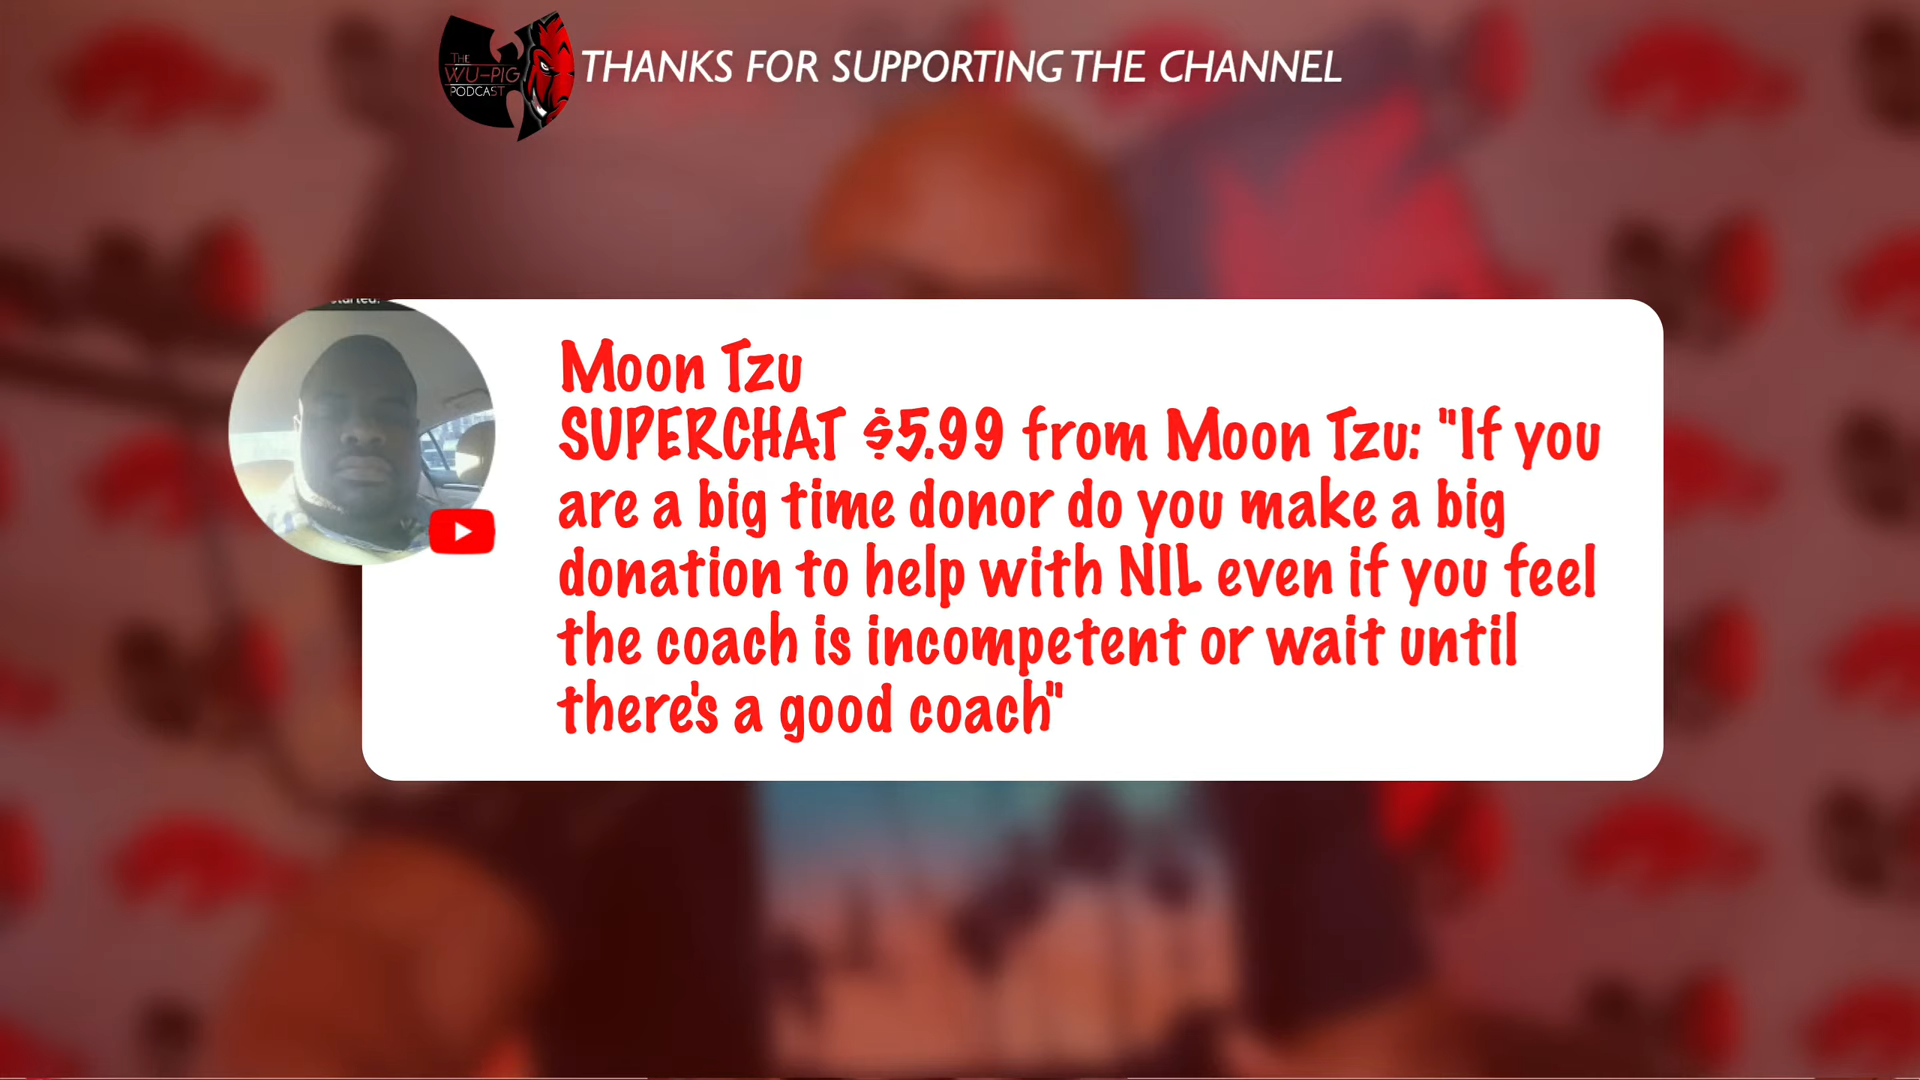 THE
WU-PIG
PODCAST
THANKS FOR SUPPORTING THE CHANNEL
started.
Moon Tzu
SUPERCHAT $5.99 from Moon Tzu: "If you
are a big time donor do you make a big
donation to help with NIL even if you feel
the coach is incompetent or wait until
there's a good coach"